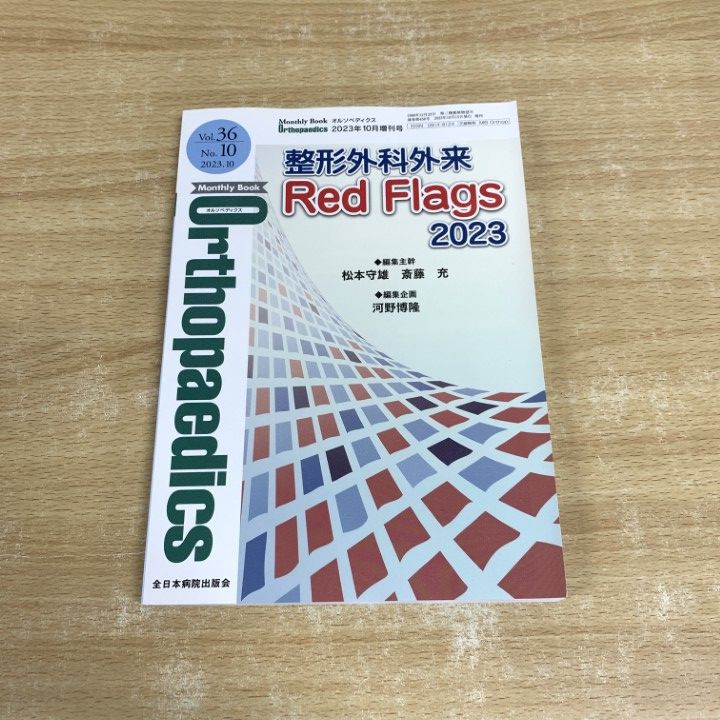 Vol.36
No.10
2023.10
Monthly Book オルソペディクス
Orthopaedics 2023年10月増刊号
整形外科外来
Red Flags
2023
◆編集主幹
松本守雄 斎藤 充
◆編集企画
河野博隆
Monthly Book
オルソペディクス
Orthopaedics
全日本病院出版会